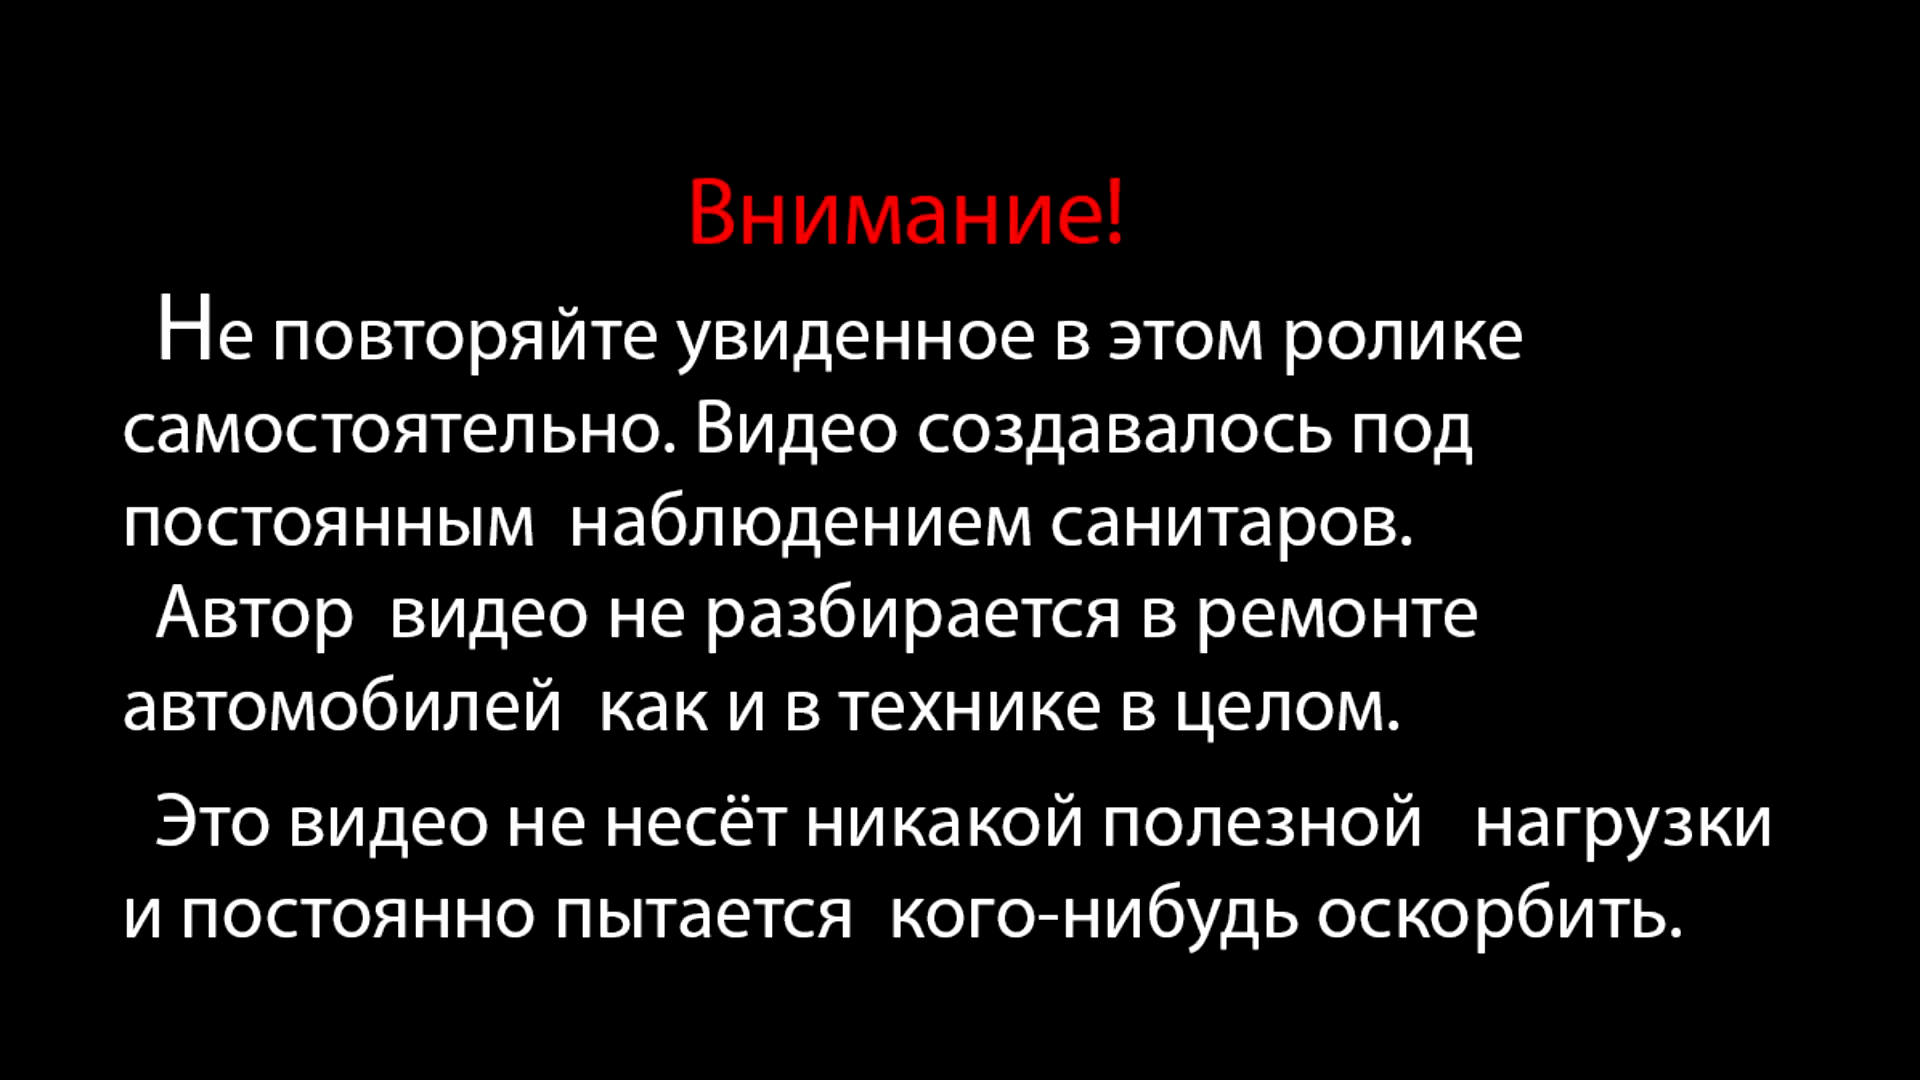 Внимание!
Не повторяйте увиденное в этом ролике
самостоятельно. Видео создавалось под
постоянным наблюдением санитаров.
Автор видео не разбирается в ремонте
автомобилей как и в технике в целом.
Это видео не несёт никакой полезной нагрузки
и постоянно пытается кого-нибудь оскорбить.